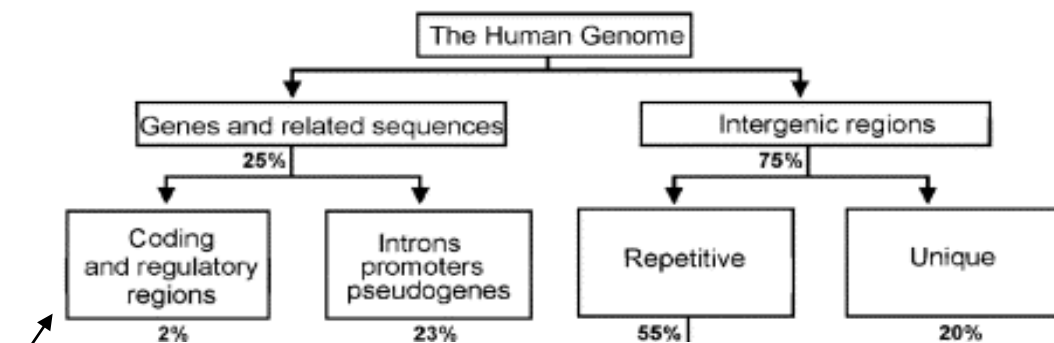 The Human Genome
Genes and related sequences
Intergenic regions
25%
75%
Coding
and regulatory
regions
Introns
promoters
pseudogenes
Repetitive
Unique
2%
23%
55%
20%